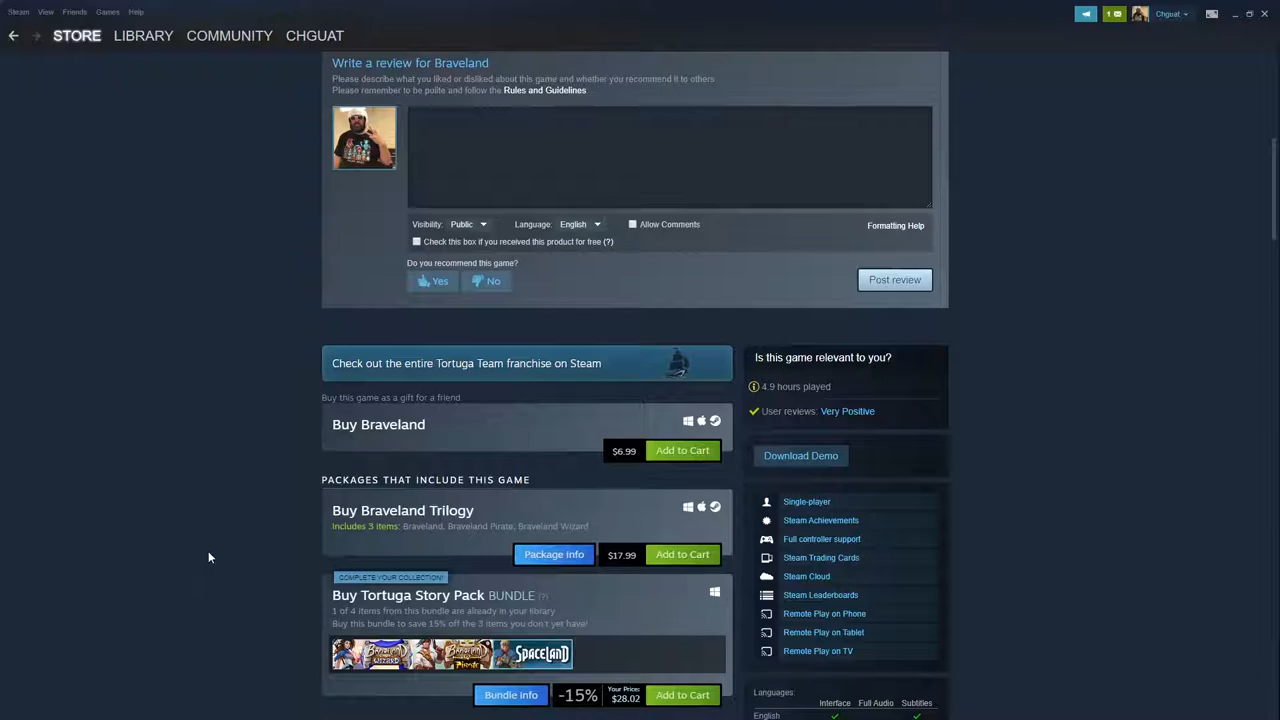 Steam View Friends Games Help
1
Chguat
STORE LIBRARY COMMUNITY CHGUAT
Write a review for Braveland
Please describe what you liked or disliked about this game and whether you recommend it to others
Please remember to be polite and follow the Rules and Guidelines
Visibility: Public Language: English Allow Comments
Formatting Help
Check this box if you received this product for free (?)
Do you recommend this game?
Yes No
Post review
Check out the entire Tortuga Team franchise on Steam
Buy this game as a gift for a friend
Buy Braveland
$6.99 Add to Cart
PACKAGES THAT INCLUDE THIS GAME
Buy Braveland Trilogy
Includes 3 items: Braveland, Braveland Pirate, Braveland Wizard
Package info $17.99 Add to Cart
COMPLETE YOUR COLLECTION!
Buy Tortuga Story Pack BUNDLE (?)
1 of 4 items from this bundle are already in your library
Buy this bundle to save 15% off the 3 items you don't yet have!
BRAVELAND WIZARD BRAVELAND PIRATE SPACELAND
Bundle info -15% Your Price: $28.02 Add to Cart
Is this game relevant to you?
4.9 hours played
User reviews: Very Positive
Download Demo
Single-player
Steam Achievements
Full controller support
Steam Trading Cards
Steam Cloud
Steam Leaderboards
Remote Play on Phone
Remote Play on Tablet
Remote Play on TV
Languages:
Interface Full Audio Subtitles
English